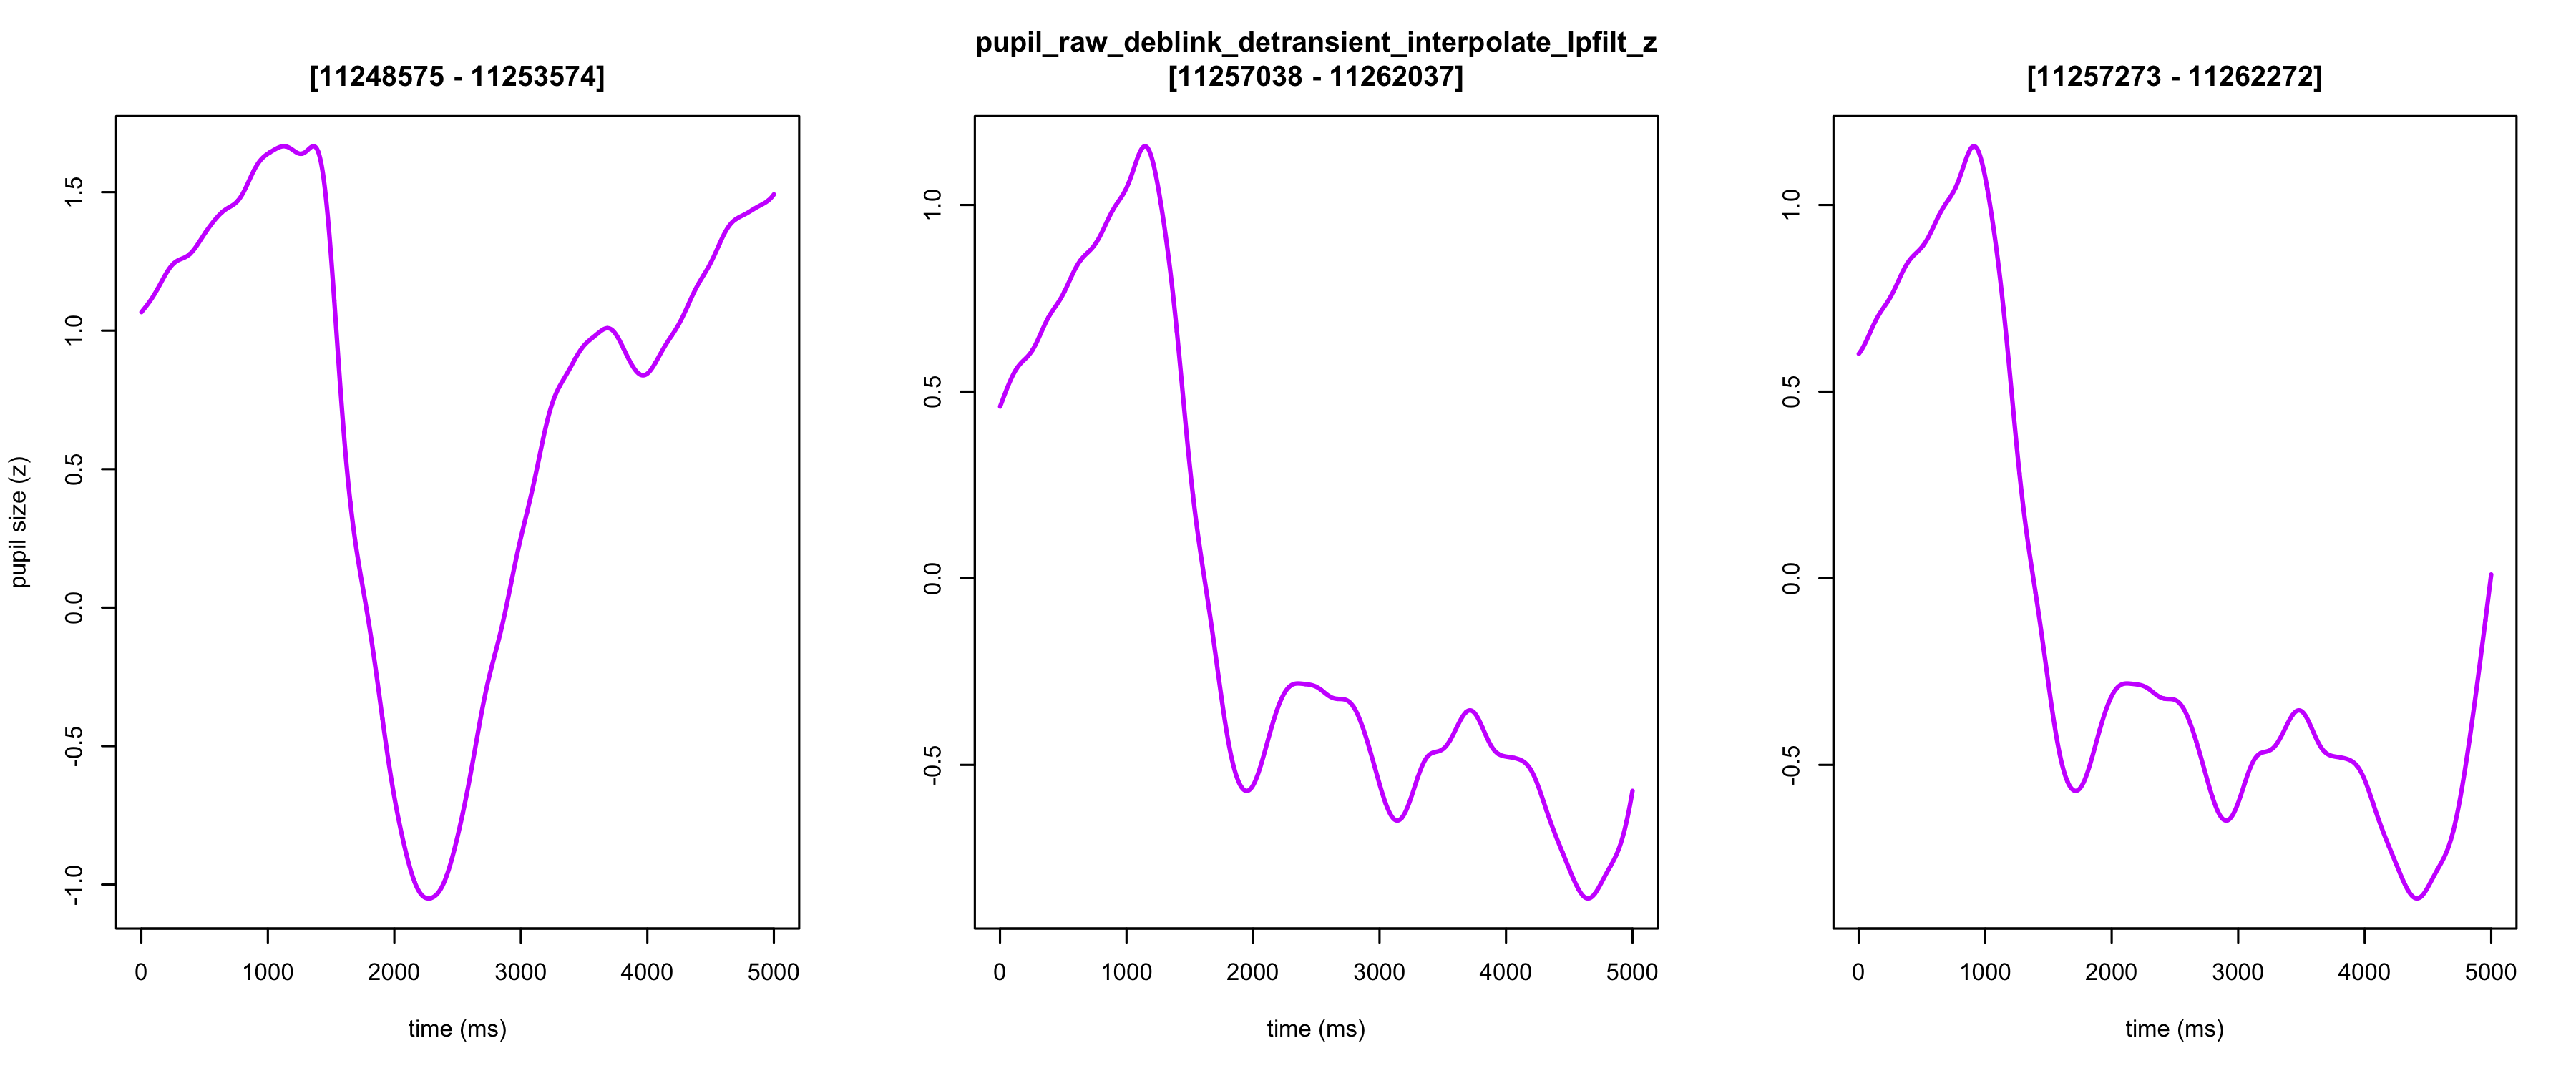 pupil_raw_deblink_detransient_interpolate_lpfilt_z
[11248575 - 11253574]
[11257038 - 11262037]
[11257273 - 11262272]
pupil size (z)
1.5
1.0
0.5
0.0
-0.5
-1.0
0 1000 2000 3000 4000 5000
time (ms)
1.0
0.5
0.0
-0.5
0 1000 2000 3000 4000 5000
time (ms)
1.0
0.5
0.0
-0.5
0 1000 2000 3000 4000 5000
time (ms)